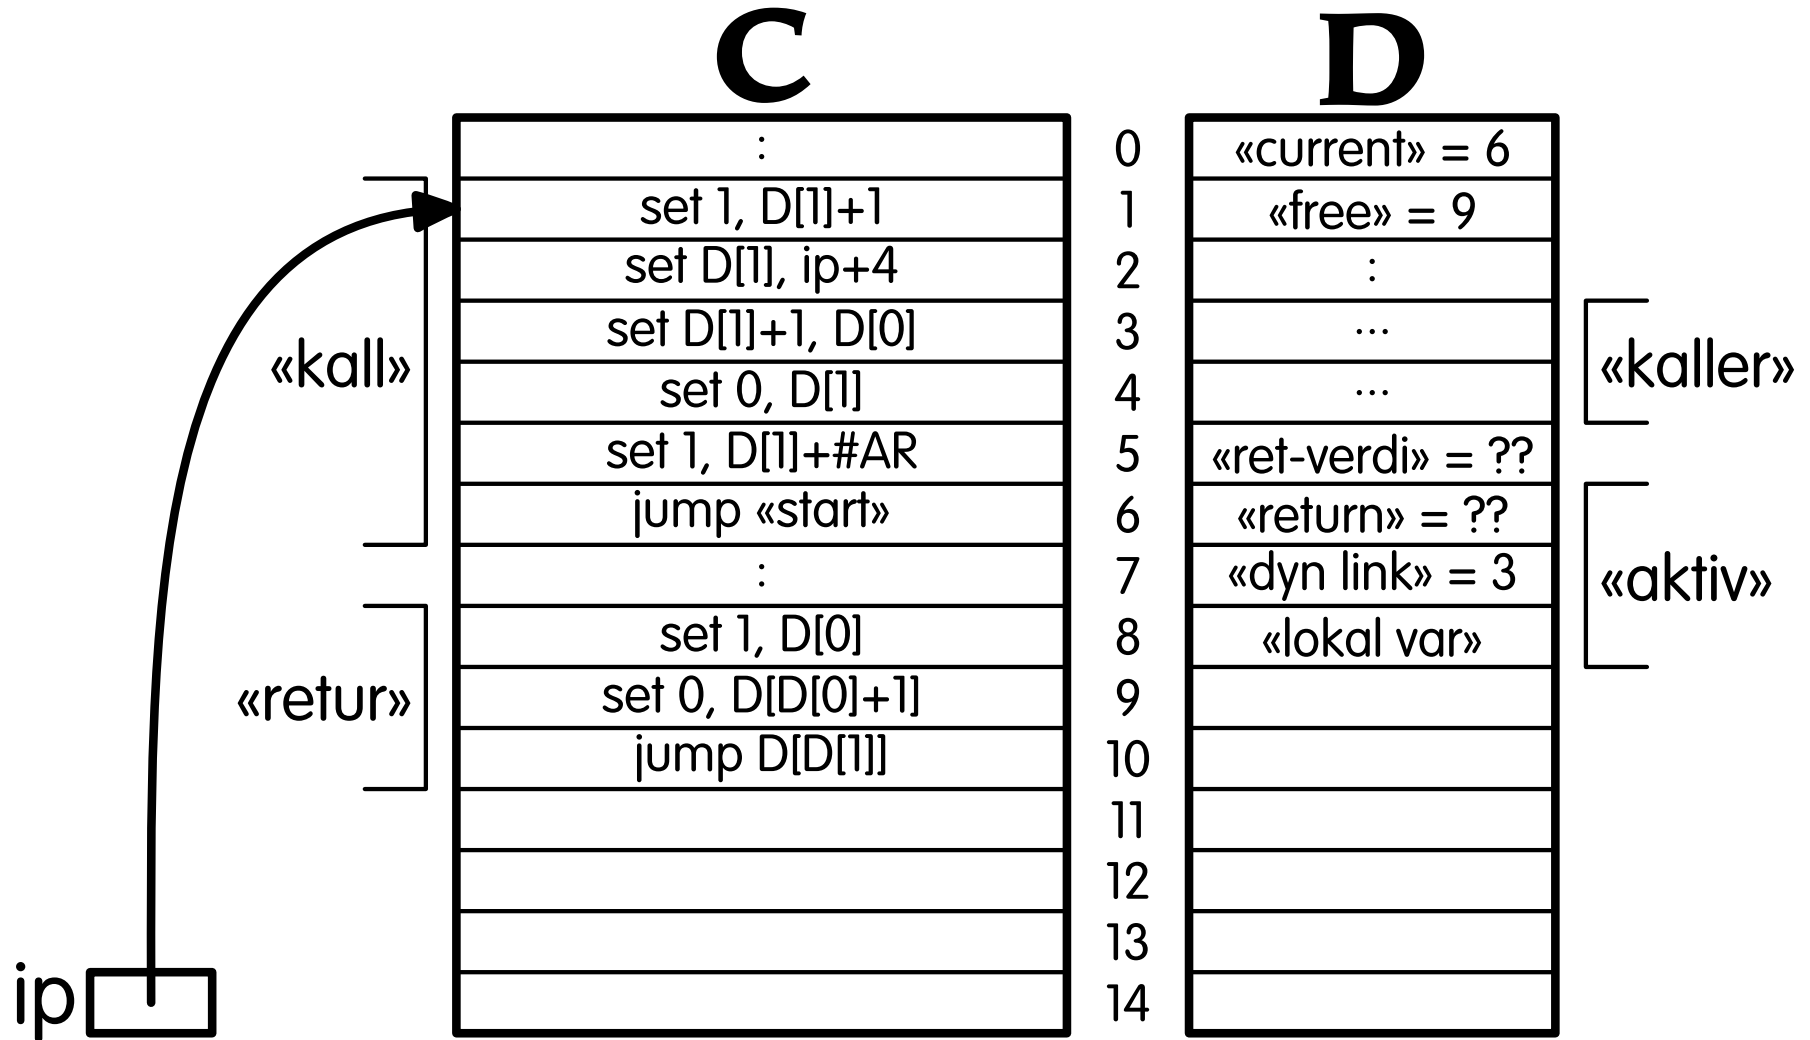 C D
: 0 «current» = 6
set 1, D[1]+1 1 «free» = 9
set D[1], ip+4 2 :
set D[1]+1, D[0] 3 ...
«kall» set 0, D[1] 4 ... «kaller»
set 1, D[1]+#AR 5 «ret-verdi» = ??
jump «start» 6 «return» = ??
: 7 «dyn link» = 3 «aktiv»
set 1, D[0] 8 «lokal var»
«retur» set 0, D[D[0]+1] 9
jump D[D[1]] 10
11
12
13
ip 14